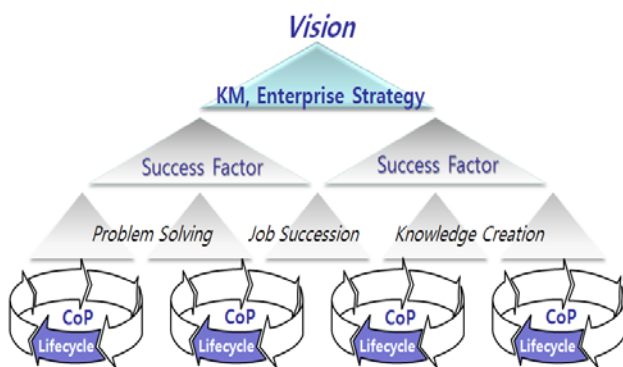 Vision
KM, Enterprise Strategy
Success Factor
Success Factor
Problem Solving
Job Succession
Knowledge Creation
CoP
CoP
CoP
CoP
Lifecycle
Lifecycle
Lifecycle
Lifecycle